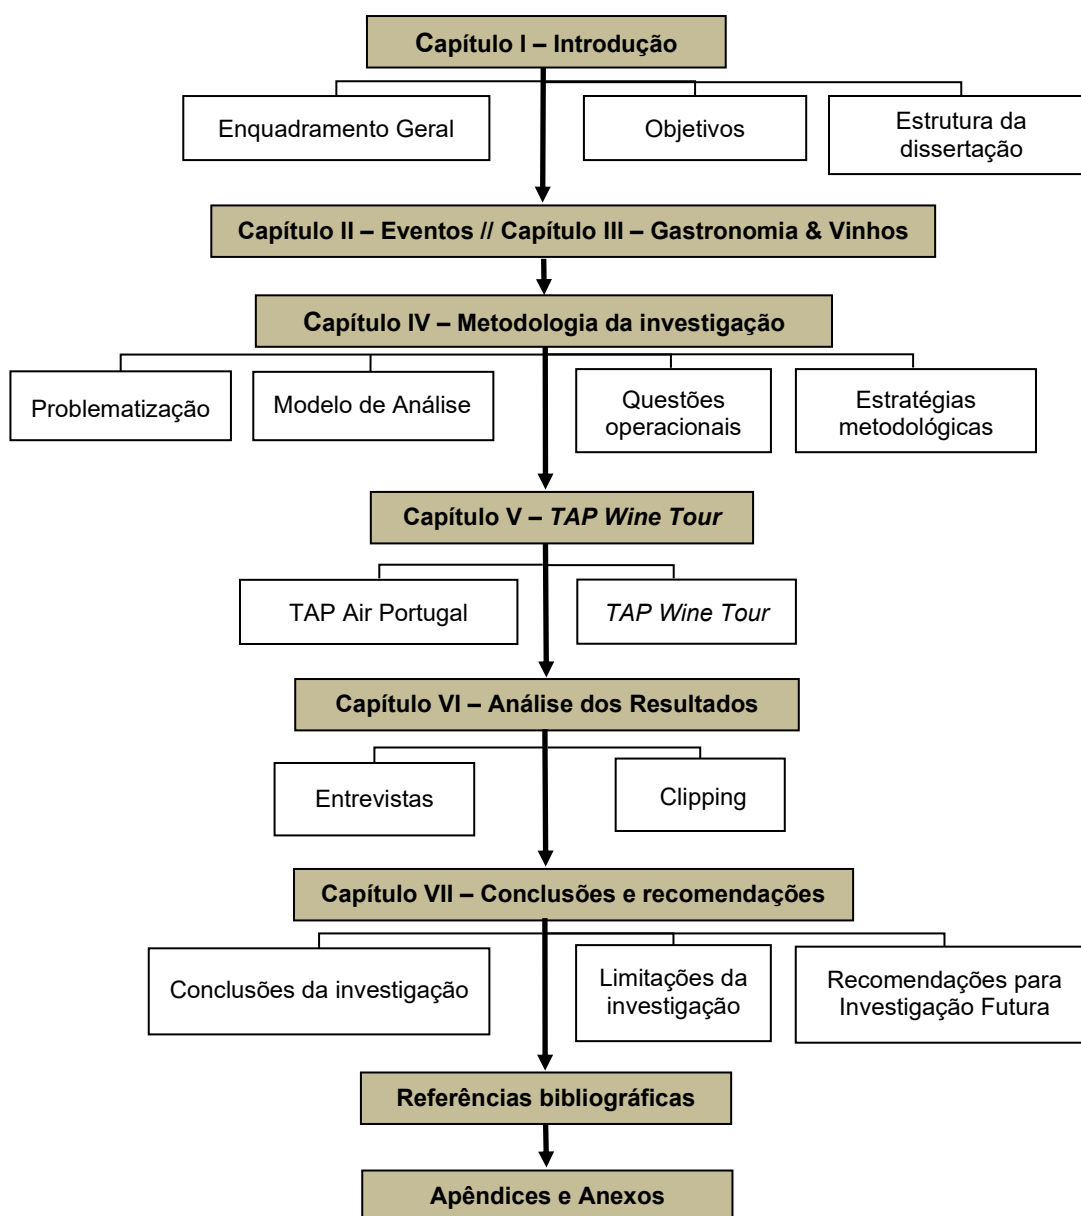 Capítulo I – Introdução
Enquadramento Geral
Objetivos
Estrutura da
dissertação
Capítulo II – Eventos // Capítulo III – Gastronomia & Vinhos
Capítulo IV – Metodologia da investigação
Problematização
Modelo de Análise
Questões
operacionais
Estratégias
metodológicas
Capítulo V – TAP Wine Tour
TAP Air Portugal
TAP Wine Tour
Capítulo VI – Análise dos Resultados
Entrevistas
Clipping
Capítulo VII – Conclusões e recomendações
Conclusões da investigação
Limitações da
investigação
Recomendações para
Investigação Futura
Referências bibliográficas
Apêndices e Anexos